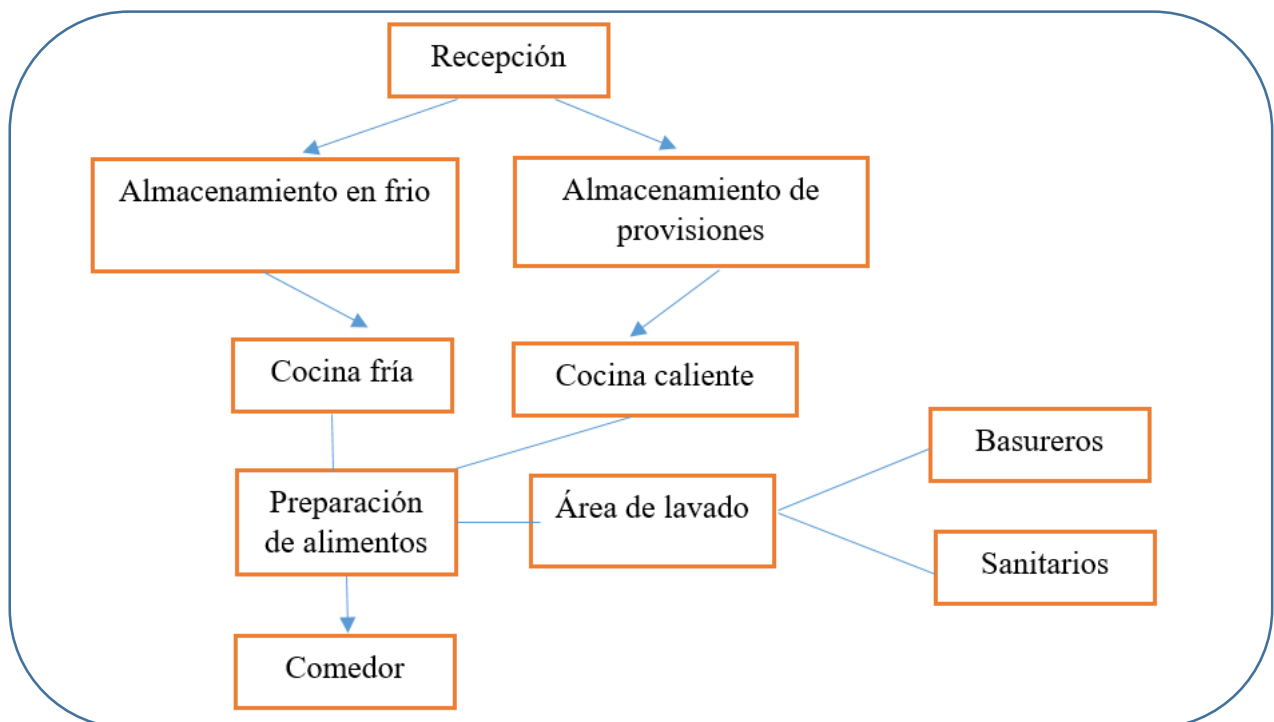 Recepción
Almacenamiento en frio
Almacenamiento de
provisiones
Cocina fría
Cocina caliente
Basureros
Preparación
de alimentos
Área de lavado
Sanitarios
Comedor